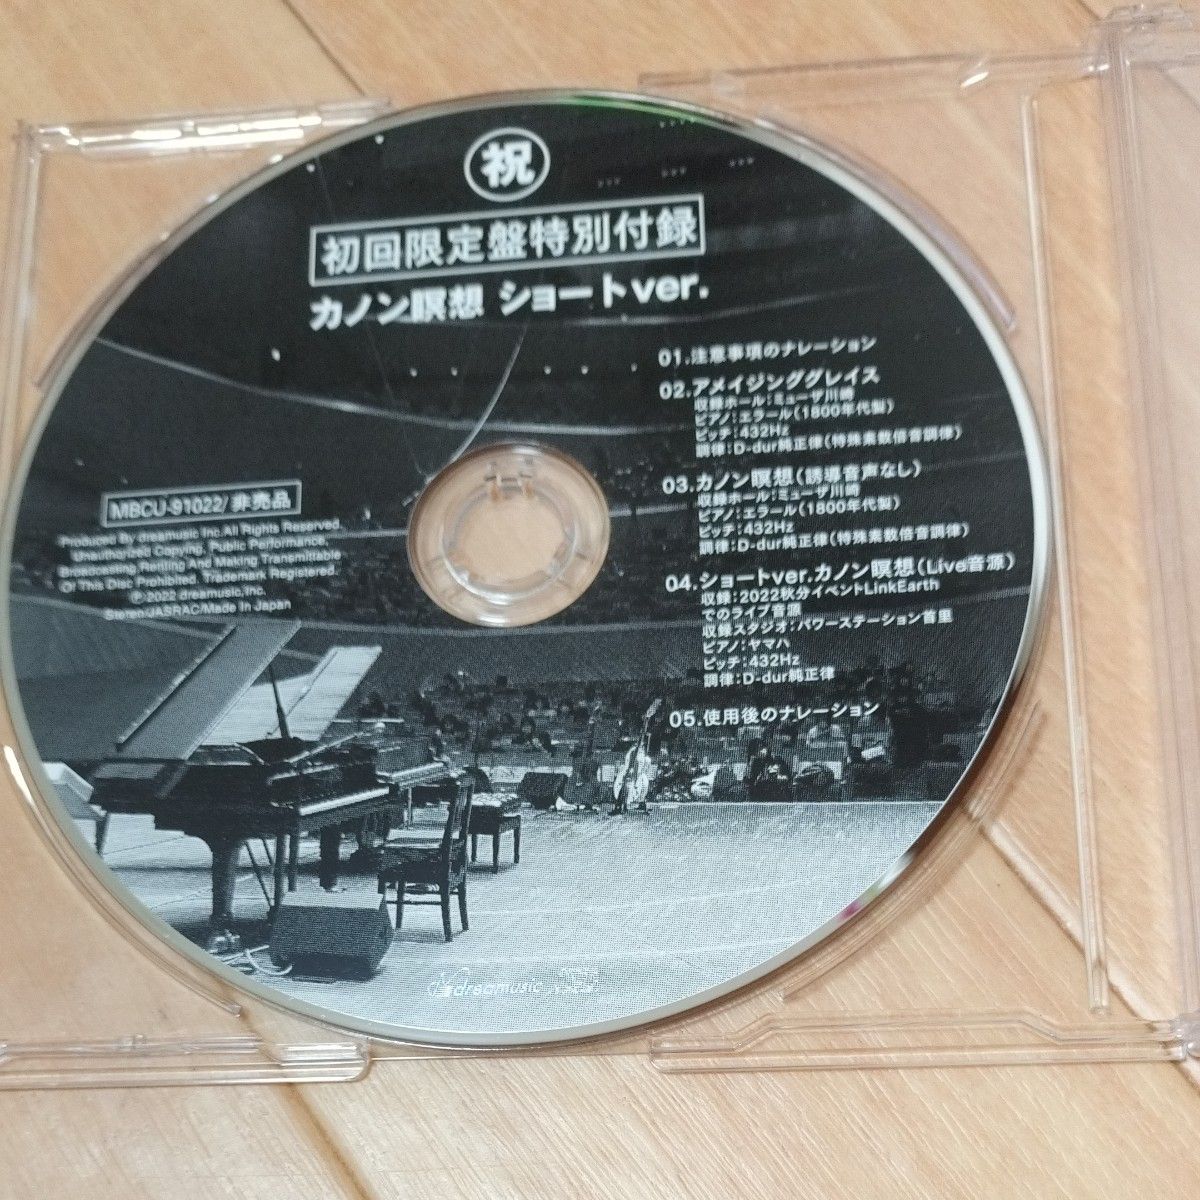 祝
初回限定盤特別付録
カノン瞑想 ショートver.
01.注意事項のナレーション
02.アメイジンググレイス
収録ホール:ミューザ川崎
ピアノ:エラール(1800年代製)
ピッチ:432Hz
調律:D-dur純正律(特殊素数倍音調律)
03.カノン瞑想(誘導音声なし)
収録ホール:ミューザ川崎
ピアノ:エラール(1800年代製)
ピッチ:432Hz
調律:D-dur純正律(特殊素数倍音調律)
04.ショートver.カノン瞑想(Live音源)
収録:2022秋分イベントLinkEarth
でのライブ音源
収録スタジオ:パワーステーション首里
ピアノ:ヤマハ
ピッチ:432Hz
調律:D-dur純正律
05.使用後のナレーション
MBCU-91022/非売品
Produced By dreamusic Inc.All Rights Reserved.
Unauthorized Copying, Public Performance,
Broadcasting Renting And Making Transmittable
Of This Disc Prohibited. Trademark Registered.
℗2022 dreamusic,Inc.
Stereo/JASRAC/Made In Japan
dreamusic